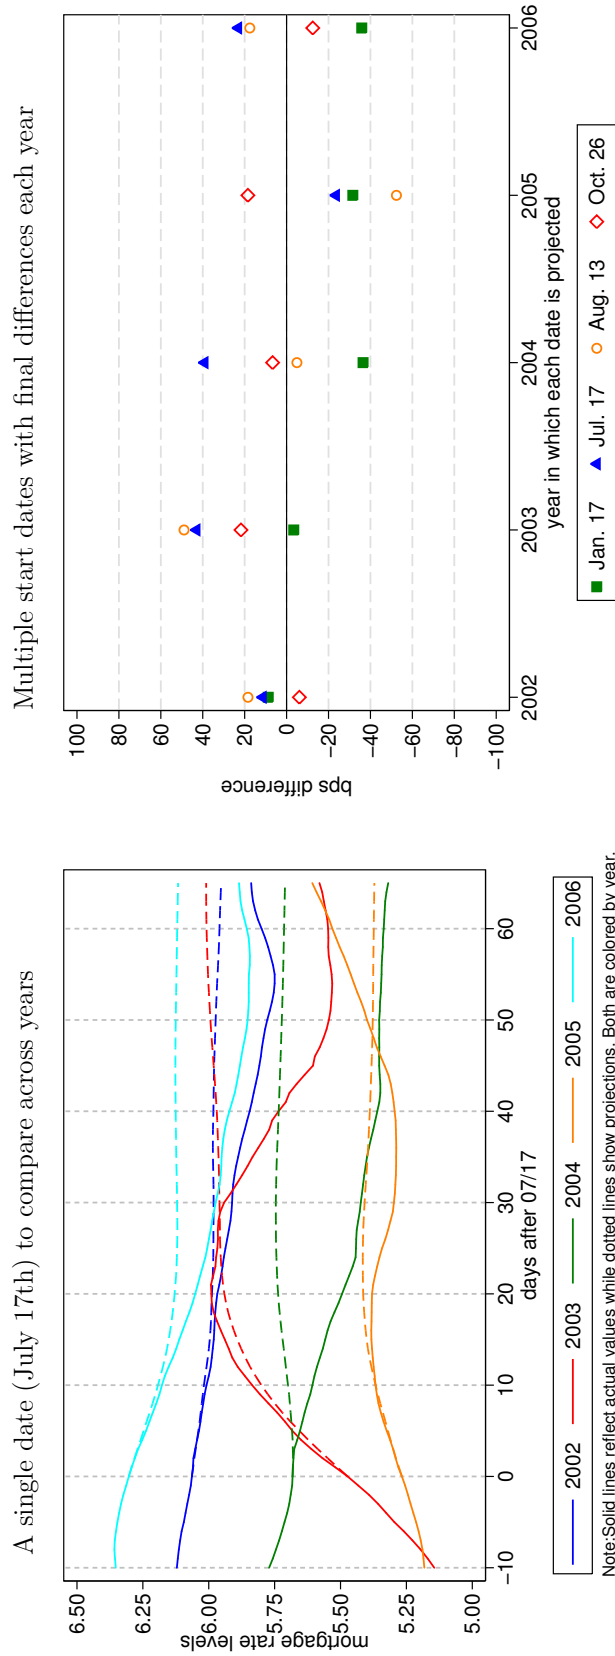 A single date (July 17th) to compare across years
mortgage rate levels
6.50
6.25
6.00
5.75
5.50
5.25
5.00
−10 0 10 20 30 40 50 60
days after 07/17
2002 2003 2004 2005 2006
Note:Solid lines reflect actual values while dotted lines show projections. Both are colored by year.
Multiple start dates with final differences each year
bps difference
100
80
60
40
20
0
−20
−40
−60
−80
−100
2002 2003 2004 2005 2006
year in which each date is projected
Jan. 17 Jul. 17 Aug. 13 Oct. 26